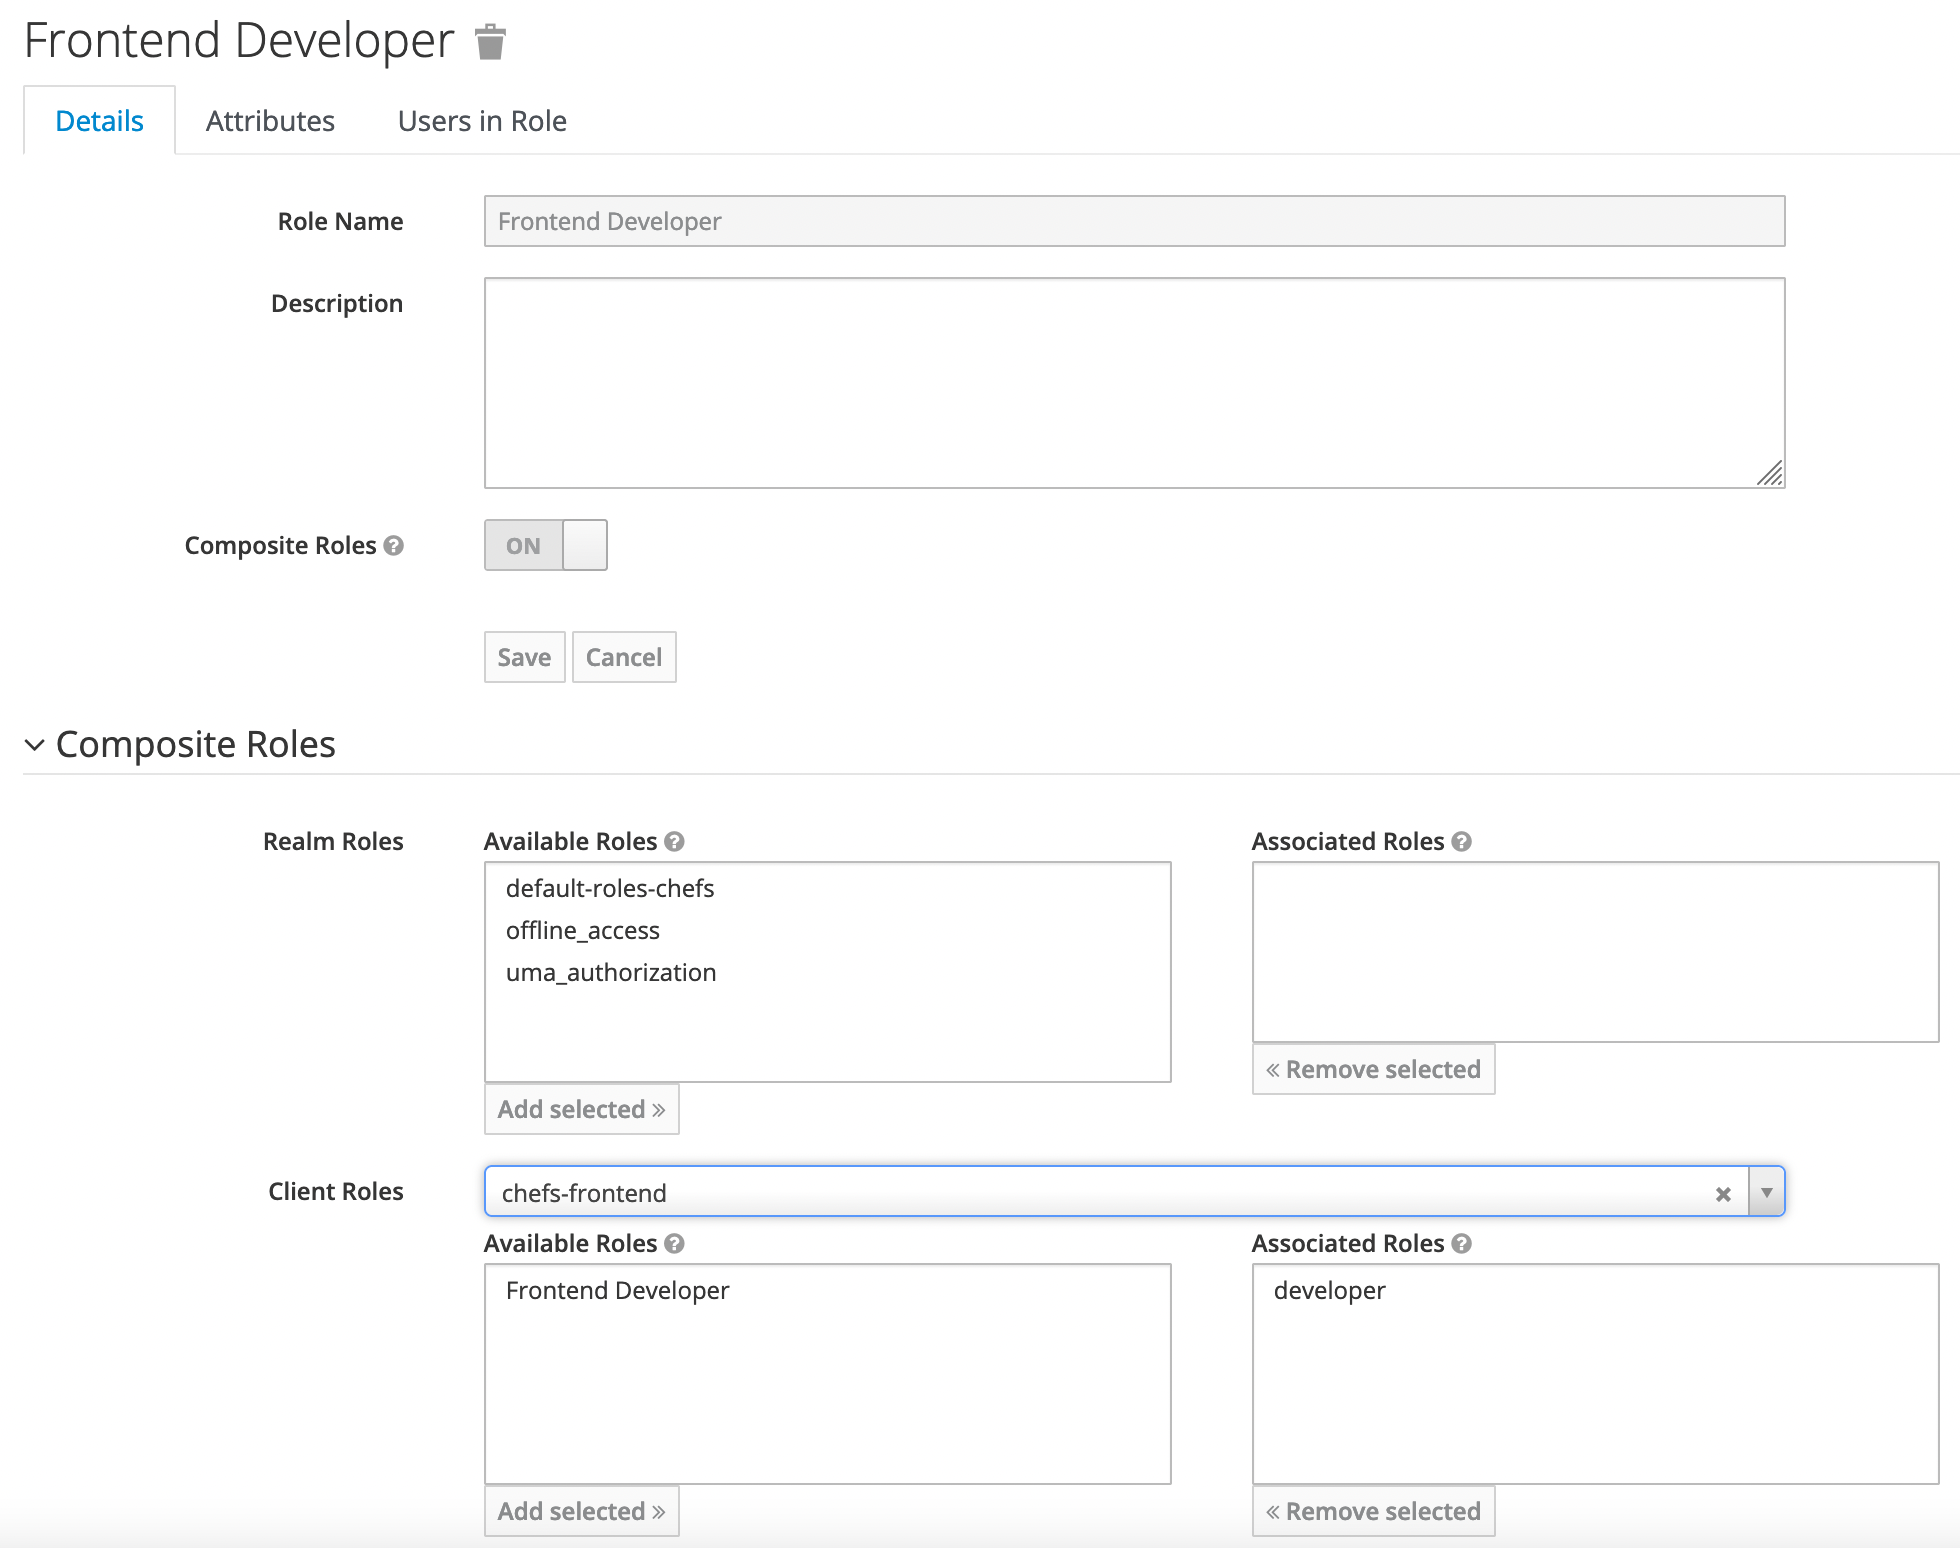 Frontend Developer
Details Attributes Users in Role
Role Name Frontend Developer
Description
Composite Roles ON
Save Cancel
Composite Roles
Realm Roles Available Roles Associated Roles
default-roles-chefs
offline_access
uma_authorization
« Remove selected
Add selected »
Client Roles chefs-frontend
Available Roles Associated Roles
Frontend Developer developer
Add selected » « Remove selected